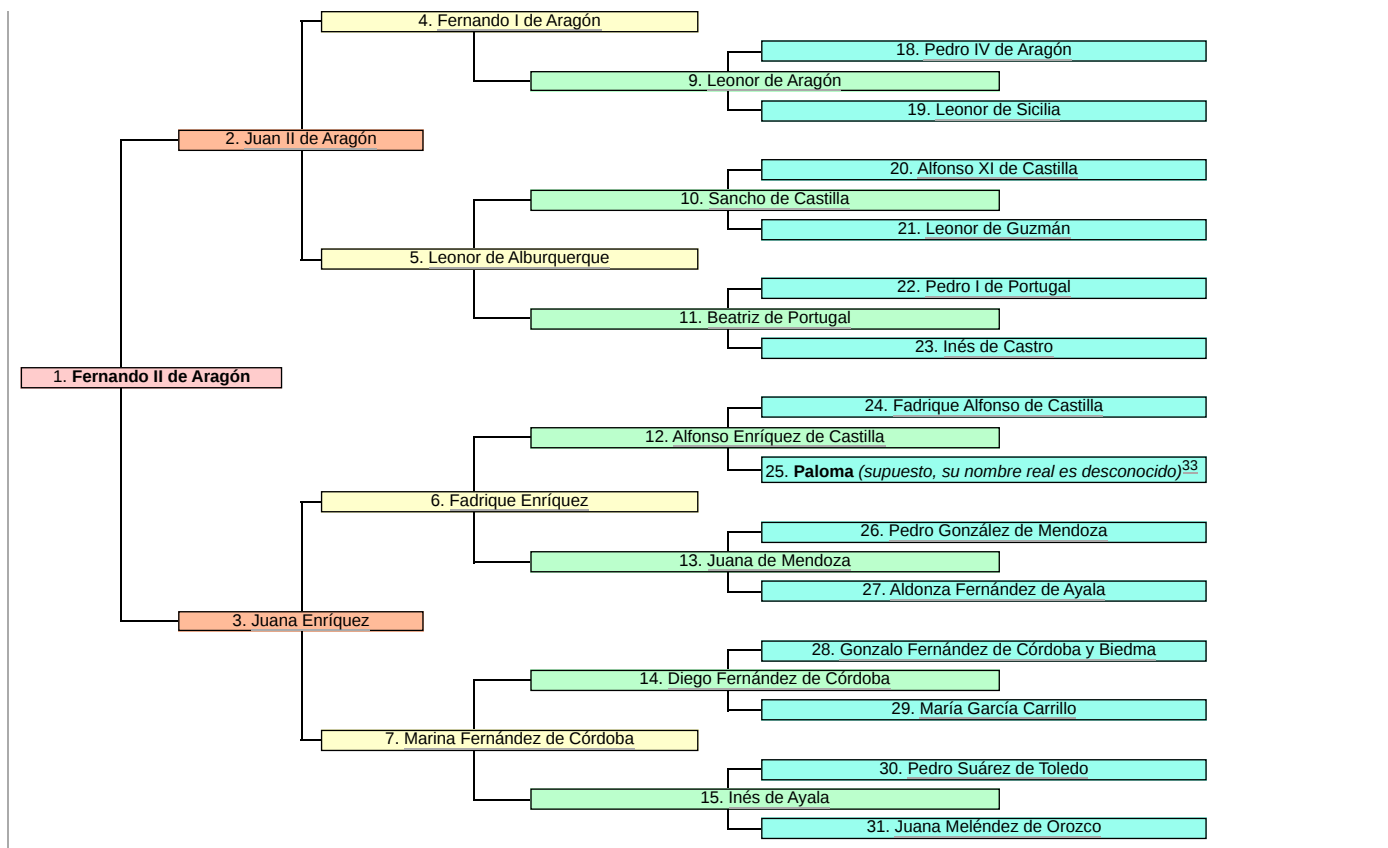 4. Fernando I de Aragón
18. Pedro IV de Aragón
9. Leonor de Aragón
19. Leonor de Sicilia
2. Juan II de Aragón
20. Alfonso XI de Castilla
10. Sancho de Castilla
21. Leonor de Guzmán
5. Leonor de Alburquerque
22. Pedro I de Portugal
11. Beatriz de Portugal
23. Inés de Castro
1. Fernando II de Aragón
24. Fadrique Alfonso de Castilla
12. Alfonso Enríquez de Castilla
25. Paloma (supuesto, su nombre real es desconocido)33
6. Fadrique Enríquez
26. Pedro González de Mendoza
13. Juana de Mendoza
27. Aldonza Fernández de Ayala
3. Juana Enríquez
28. Gonzalo Fernández de Córdoba y Biedma
14. Diego Fernández de Córdoba
29. María García Carrillo
7. Marina Fernández de Córdoba
30. Pedro Suárez de Toledo
15. Inés de Ayala
31. Juana Meléndez de Orozco